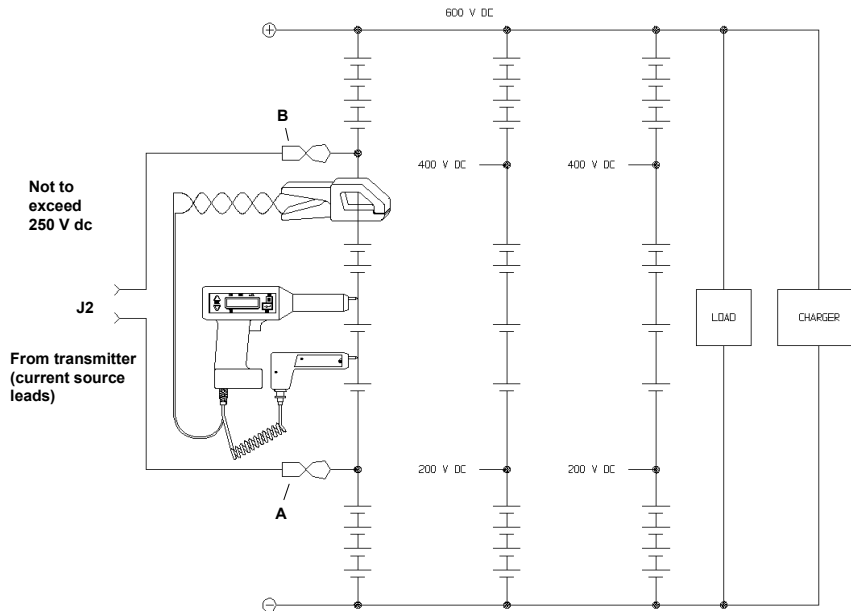 600 V DC
B
400 V DC
400 V DC
Not to
exceed
250 V dc
J2
LOAD
CHARGER
From transmitter
(current source
leads)
200 V DC
200 V DC
A